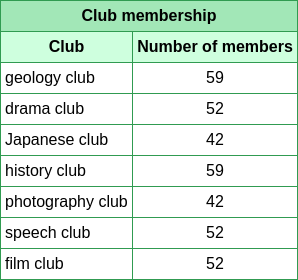 Club membership
Club Number of members
geology club 59
drama club 52
Japanese club 42
history club 59
photography club 42
speech club 52
film club 52